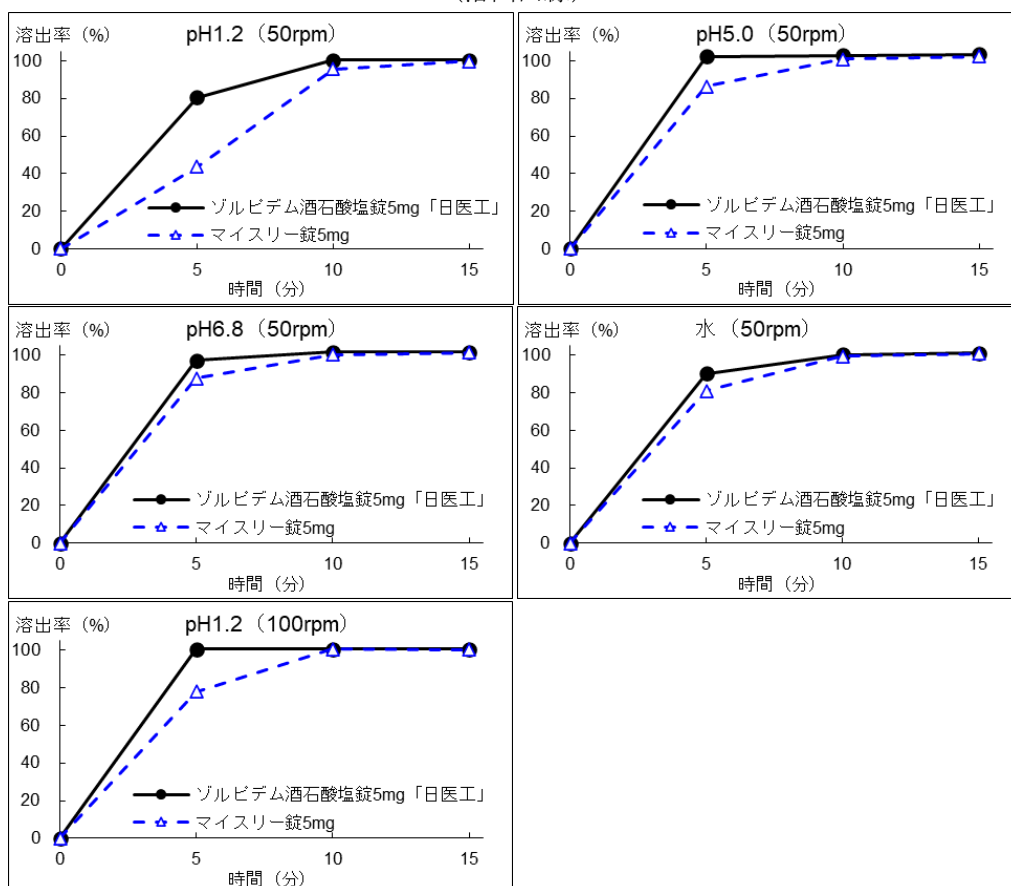 溶出率 (%)
pH1.2 (50rpm)
100
80
60
40
20
0
ゾルピデム酒石酸塩錠5mg「日医工」
マイスリー錠5mg
0 5 10 15
時間 (分)
溶出率 (%)
pH5.0 (50rpm)
100
80
60
40
20
0
ゾルピデム酒石酸塩錠5mg「日医工」
マイスリー錠5mg
0 5 10 15
時間 (分)
溶出率 (%)
pH6.8 (50rpm)
100
80
60
40
20
0
ゾルピデム酒石酸塩錠5mg「日医工」
マイスリー錠5mg
0 5 10 15
時間 (分)
溶出率 (%)
水 (50rpm)
100
80
60
40
20
0
ゾルピデム酒石酸塩錠5mg「日医工」
マイスリー錠5mg
0 5 10 15
時間 (分)
溶出率 (%)
pH1.2 (100rpm)
100
80
60
40
20
0
ゾルピデム酒石酸塩錠5mg「日医工」
マイスリー錠5mg
0 5 10 15
時間 (分)